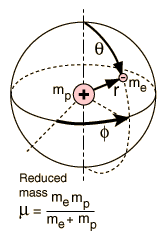 θ
m_p + r − m_e
ϕ
Reduced
mass
μ = m_e m_p / (m_e + m_p)